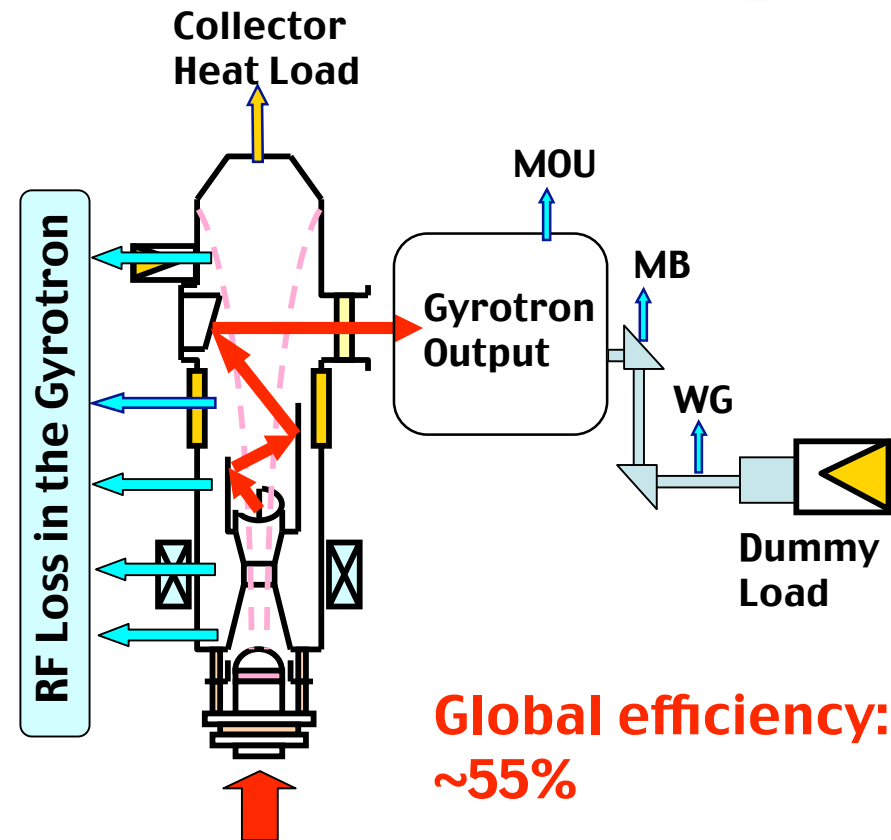 Collector
Heat Load
MOU
MB
RF Loss in the Gyrotron
Gyrotron
Output
WG
Dummy
Load
Global efficiency:
~55%